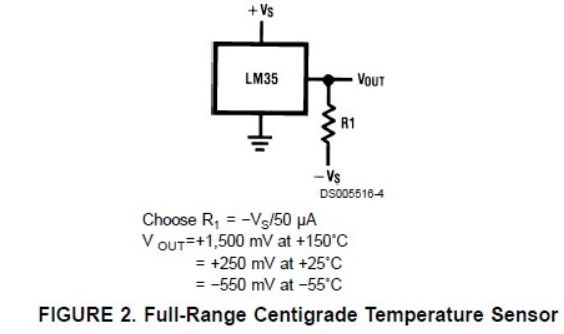 +Vs
LM35
VOUT
R1
−Vs
DS005516-4
Choose R₁ = −Vs/50 µA
V OUT=+1,500 mV at +150°C
= +250 mV at +25°C
= −550 mV at −55°C
FIGURE 2. Full-Range Centigrade Temperature Sensor